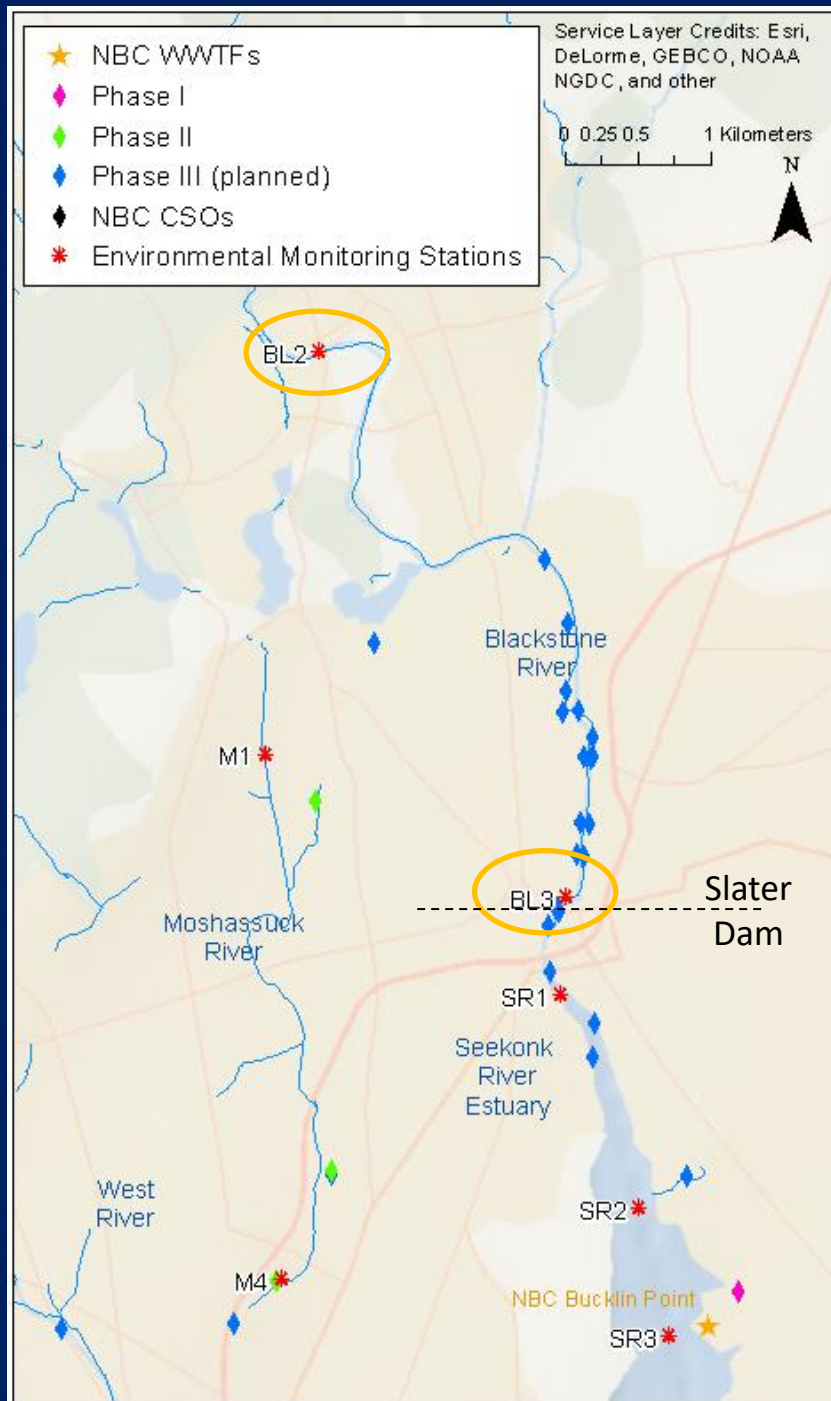 Service Layer Credits: Esri,
DeLorme, GEBCO, NOAA
NGDC, and other
NBC WWTFs
Phase I
Phase II
Phase III (planned)
NBC CSOs
Environmental Monitoring Stations
0 0.25 0.5 1 Kilometers
N
BL2
Blackstone
River
M1
BL3
Slater
Dam
Moshassuck
River
SR1
Seekonk
River
Estuary
West
River
SR2
M4
NBC Bucklin Point
SR3